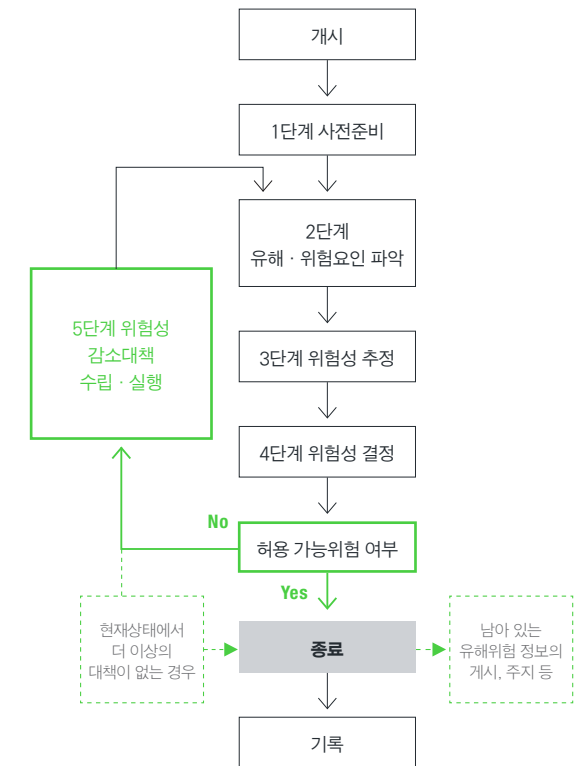 개시
1단계 사전준비
2단계
유해 · 위험요인 파악
5단계 위험성
감소대책
수립 · 실행
3단계 위험성 추정
4단계 위험성 결정
No
허용 가능위험 여부
Yes
현재상태에서
더 이상의
대책이 없는 경우
종료
남아 있는
유해위험 정보의
게시, 주지 등
기록